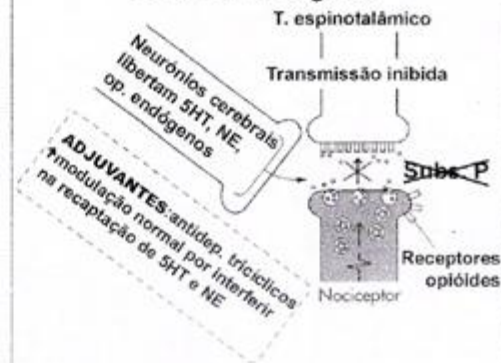 T. espinotalâmico
Transmissão inibida
Neurónios cerebrais
libertam 5HT, NE,
op. endógenos
Subs. P
ADJUVANTES:antidep. tricíclicos
↑modulação normal por interferir
na recaptação de 5HT e NE
Receptores
opióides
Nociceptor